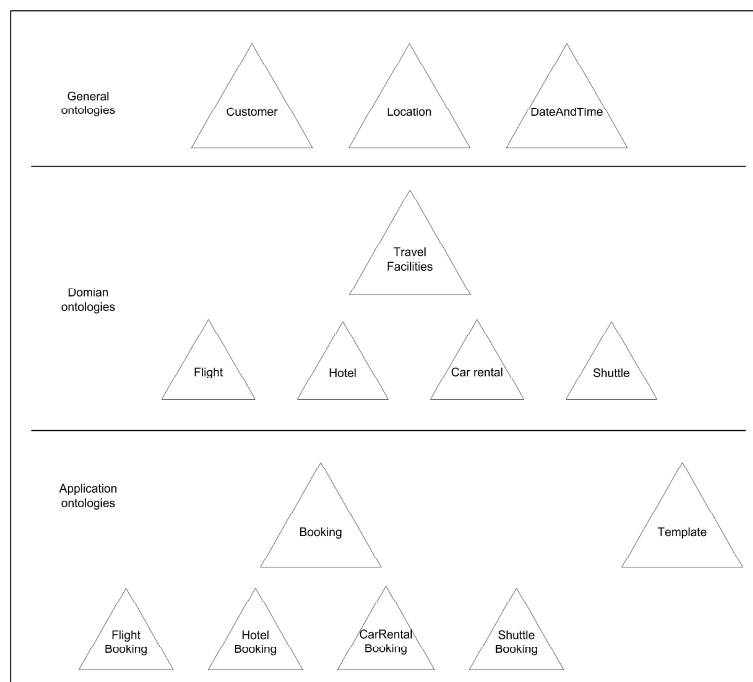 General
ontologies
Customer
Location
DateAndTime
Travel
Facilities
Domian
ontologies
Flight
Hotel
Car rental
Shuttle
Application
ontologies
Booking
Template
Flight
Booking
Hotel
Booking
CarRental
Booking
Shuttle
Booking